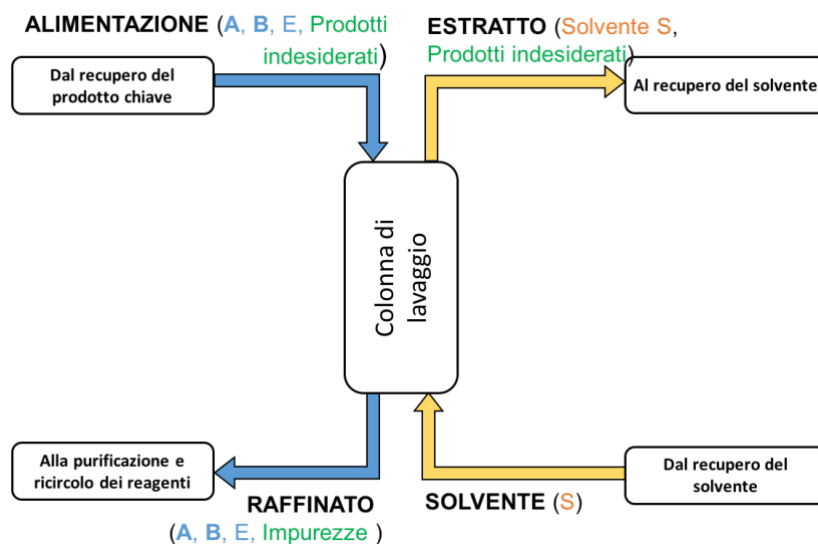 ALIMENTAZIONE (A, B, E, Prodotti
indesiderati)
Dal recupero del
prodotto chiave
ESTRATTO (Solvente S,
Prodotti indesiderati)
Al recupero del solvente
Colonna di
lavaggio
Alla purificazione e
ricircolo dei reagenti
RAFFINATO
(A, B, E, Impurezze )
SOLVENTE (S)
Dal recupero del
solvente